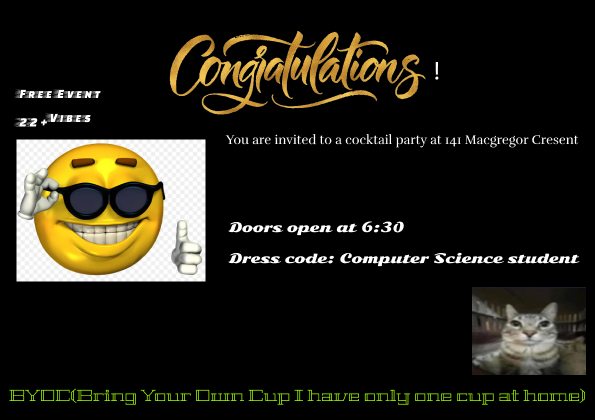 Congratulations !
Free Event
22 + Vibes
You are invited to a cocktail party at 141 Macgregor Cresent
Doors open at 6:30
Dress code: Computer Science student
BYOC(Bring Your Own Cup I have only one cup at home)